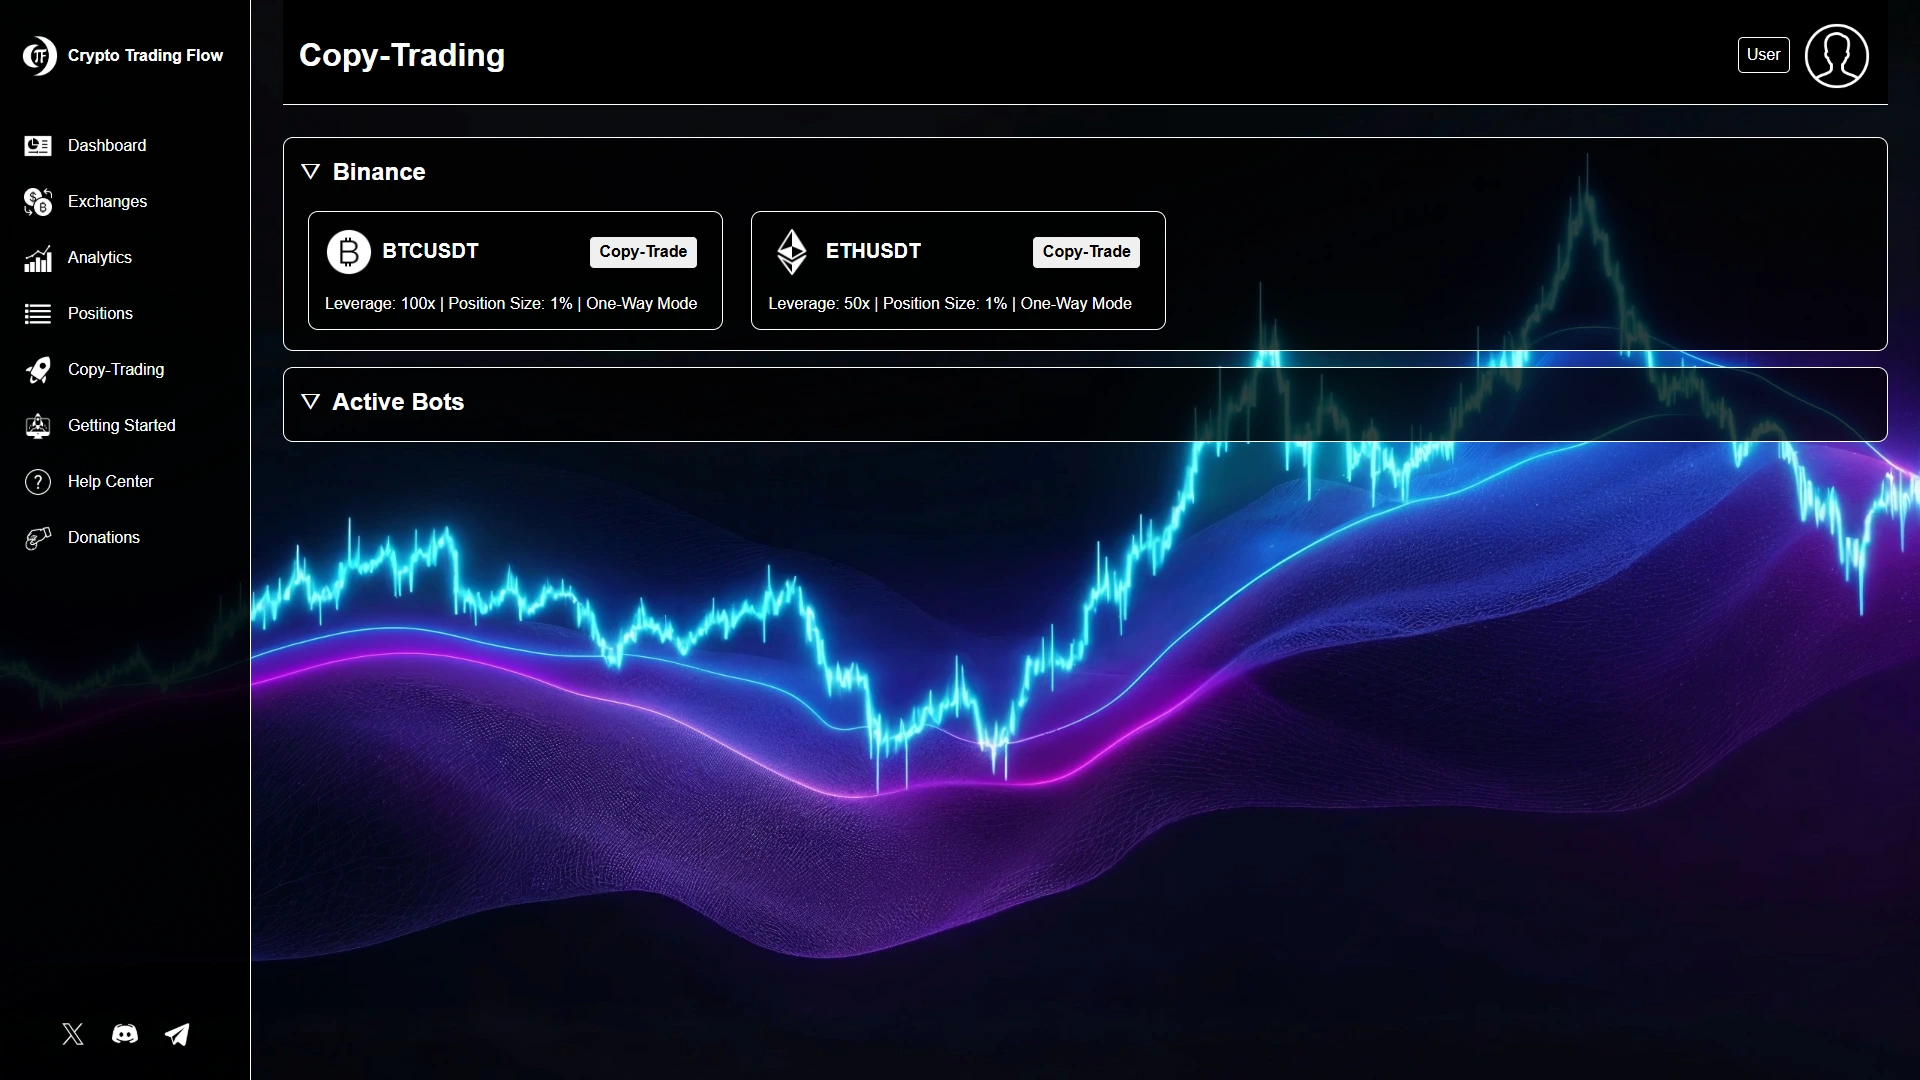 Crypto Trading Flow
Dashboard
Exchanges
Analytics
Positions
Copy-Trading
Getting Started
Help Center
Donations
Copy-Trading
User
Binance
BTCUSDT
Copy-Trade
Leverage: 100x | Position Size: 1% | One-Way Mode
ETHUSDT
Copy-Trade
Leverage: 50x | Position Size: 1% | One-Way Mode
Active Bots